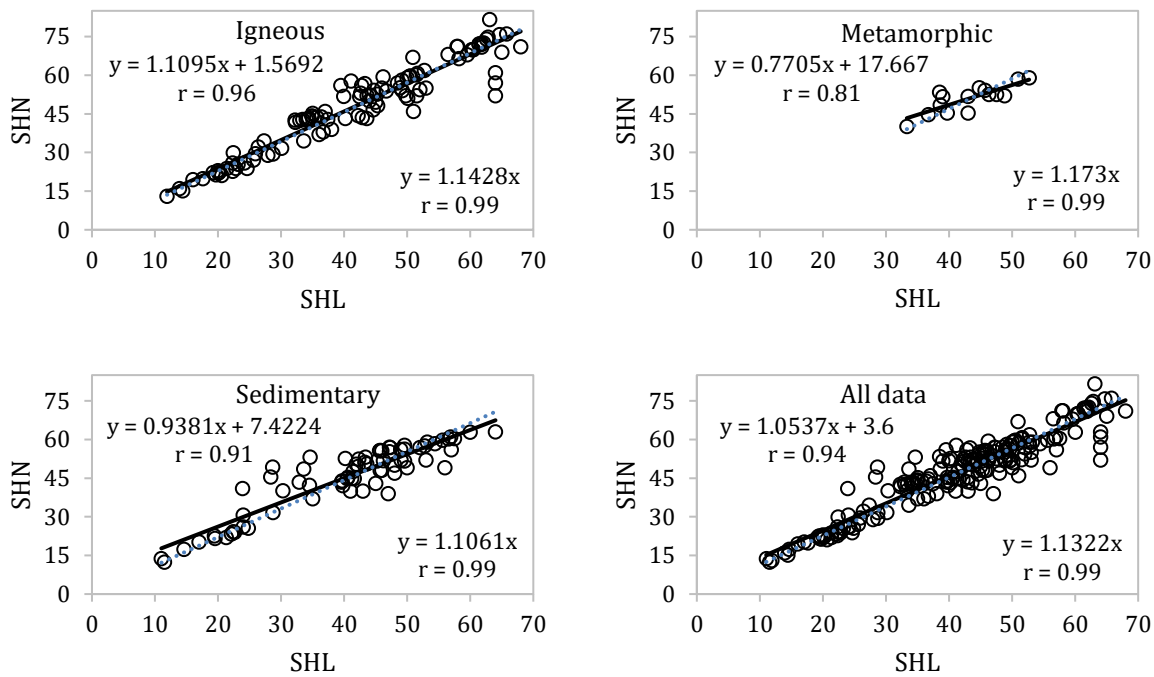 Igneous
y = 1.1095x + 1.5692
r = 0.96
y = 1.1428x
r = 0.99
SHN
75
60
45
30
15
0
0 10 20 30 40 50 60 70
SHL
Metamorphic
y = 0.7705x + 17.667
r = 0.81
y = 1.173x
r = 0.99
SHN
75
60
45
30
15
0
0 10 20 30 40 50 60 70
SHL
Sedimentary
y = 0.9381x + 7.4224
r = 0.91
y = 1.1061x
r = 0.99
SHN
75
60
45
30
15
0
0 10 20 30 40 50 60 70
SHL
All data
y = 1.0537x + 3.6
r = 0.94
y = 1.1322x
r = 0.99
SHN
75
60
45
30
15
0
0 10 20 30 40 50 60 70
SHL